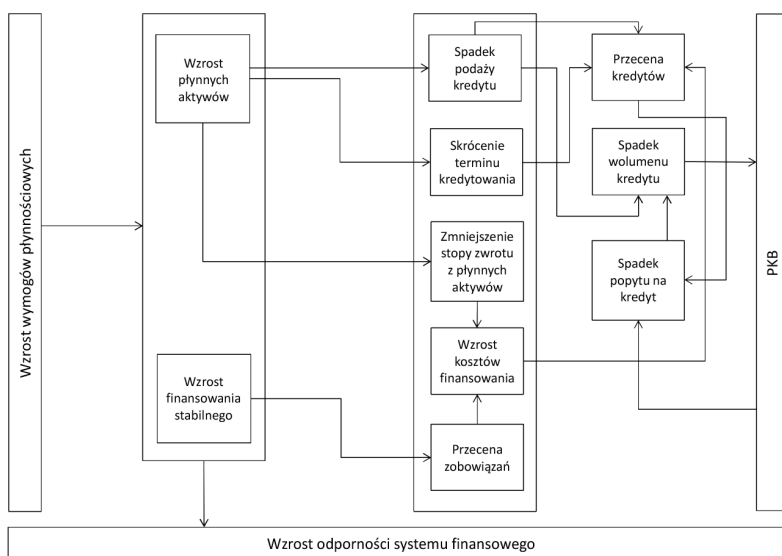 Wzrost wymogów płynnościowych
Wzrost
płynnych
aktywów
Wzrost
finansowania
stabilnego
Spadek
podaży
kredytu
Skrócenie
terminu
kredytowania
Zmniejszenie
stopy zwrotu
z płynnych
aktywów
Wzrost
kosztów
finansowania
Przecena
zobowiązań
Przecena
kredytów
Spadek
wolumenu
kredytu
Spadek
popytu na
kredyt
PKB
Wzrost odporności systemu finansowego